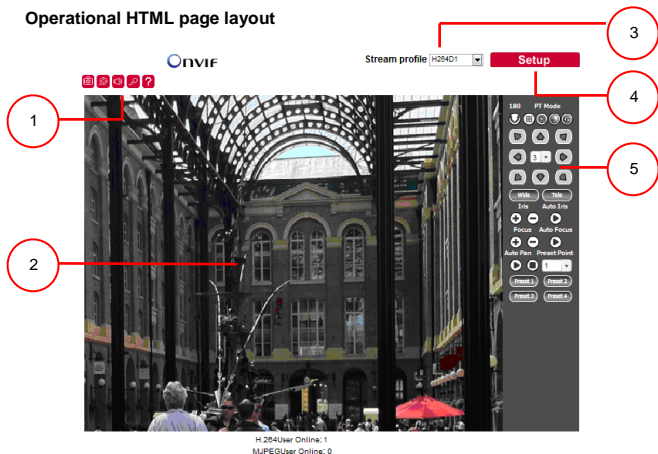 Operational HTML page layout
3
Onvif
Stream profile H264D1
Setup
?
1
4
180 PT Mode
3
5
Wide Tele
Iris Auto Iris
Focus Auto Focus
2
Auto Pan Preset Point
1
Preset 1 Preset 2
Preset 3 Preset 4
H.264User Online: 1
MJPEGUser Online: 0